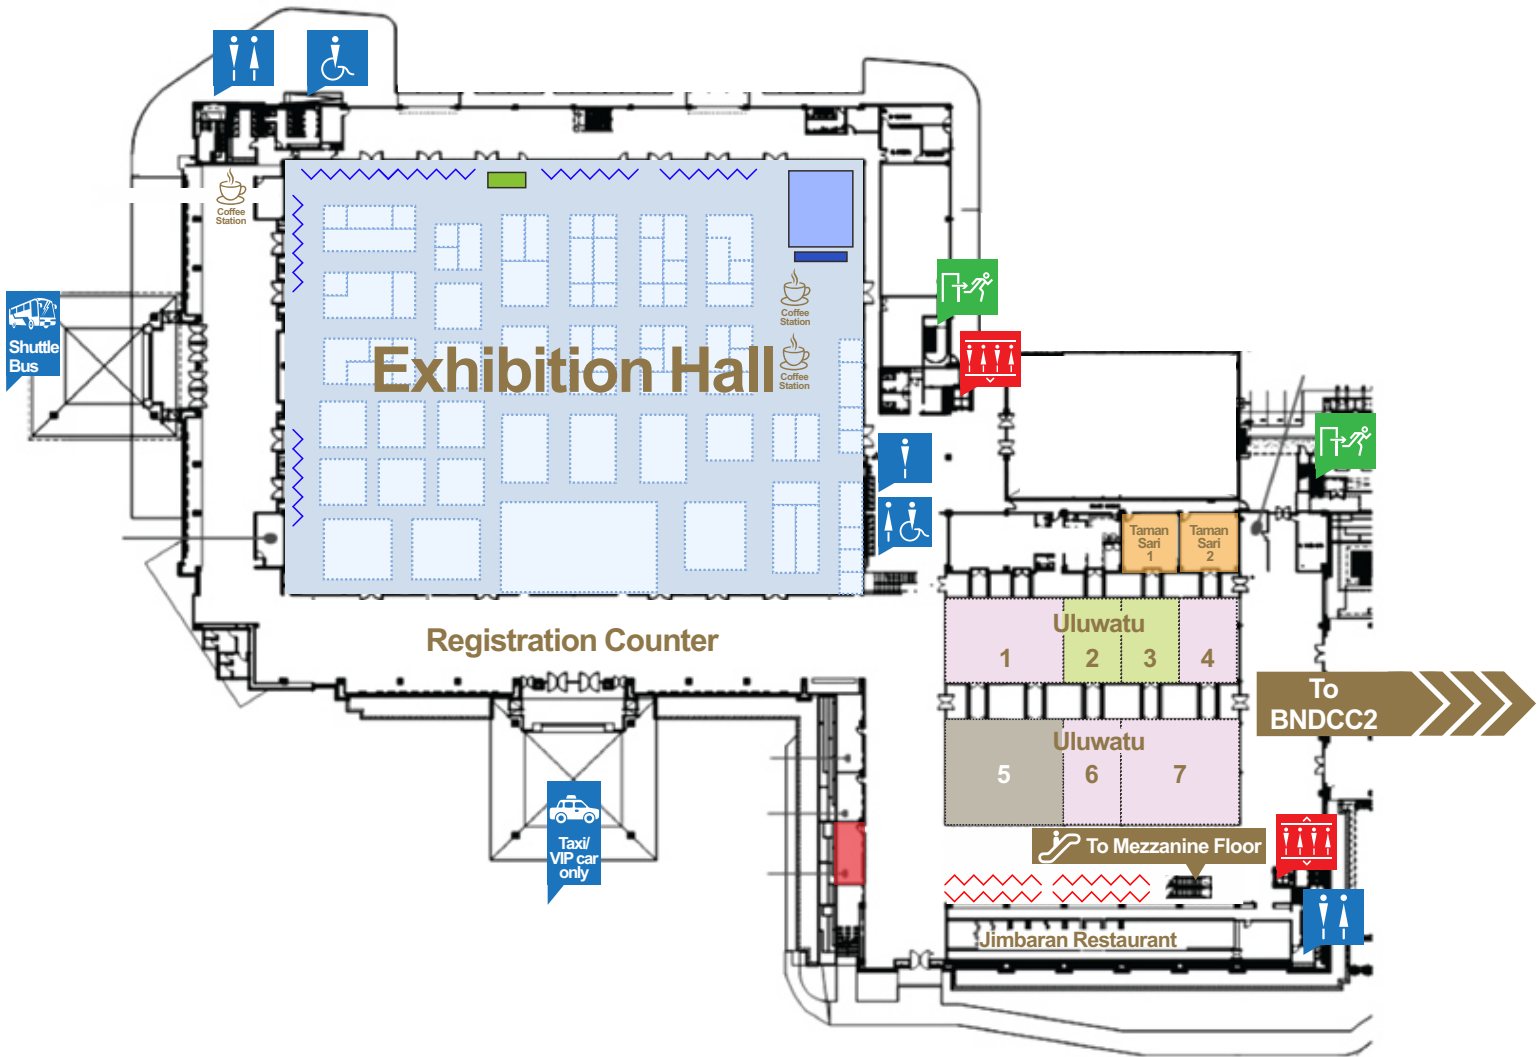 Coffee
Station
Shuttle
Bus
Coffee
Station
Exhibition Hall
Coffee
Station
Taman
Sari
1
Taman
Sari
2
Registration Counter
Uluwatu
1
2
3
4
To
BNDCC2
Uluwatu
5
6
7
Taxi/
VIP car
only
To Mezzanine Floor
Jimbaran Restaurant